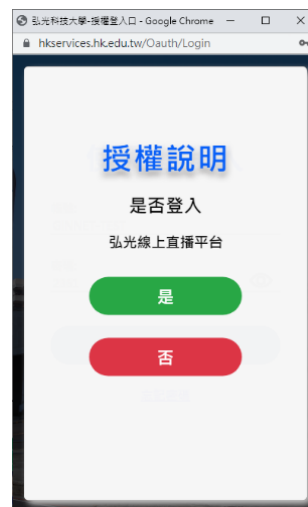 弘光科技大學-授權登入口 - Google Chrome
hkservices.hk.edu.tw/Oauth/Login
授權說明
是否登入
弘光線上直播平台
是
否